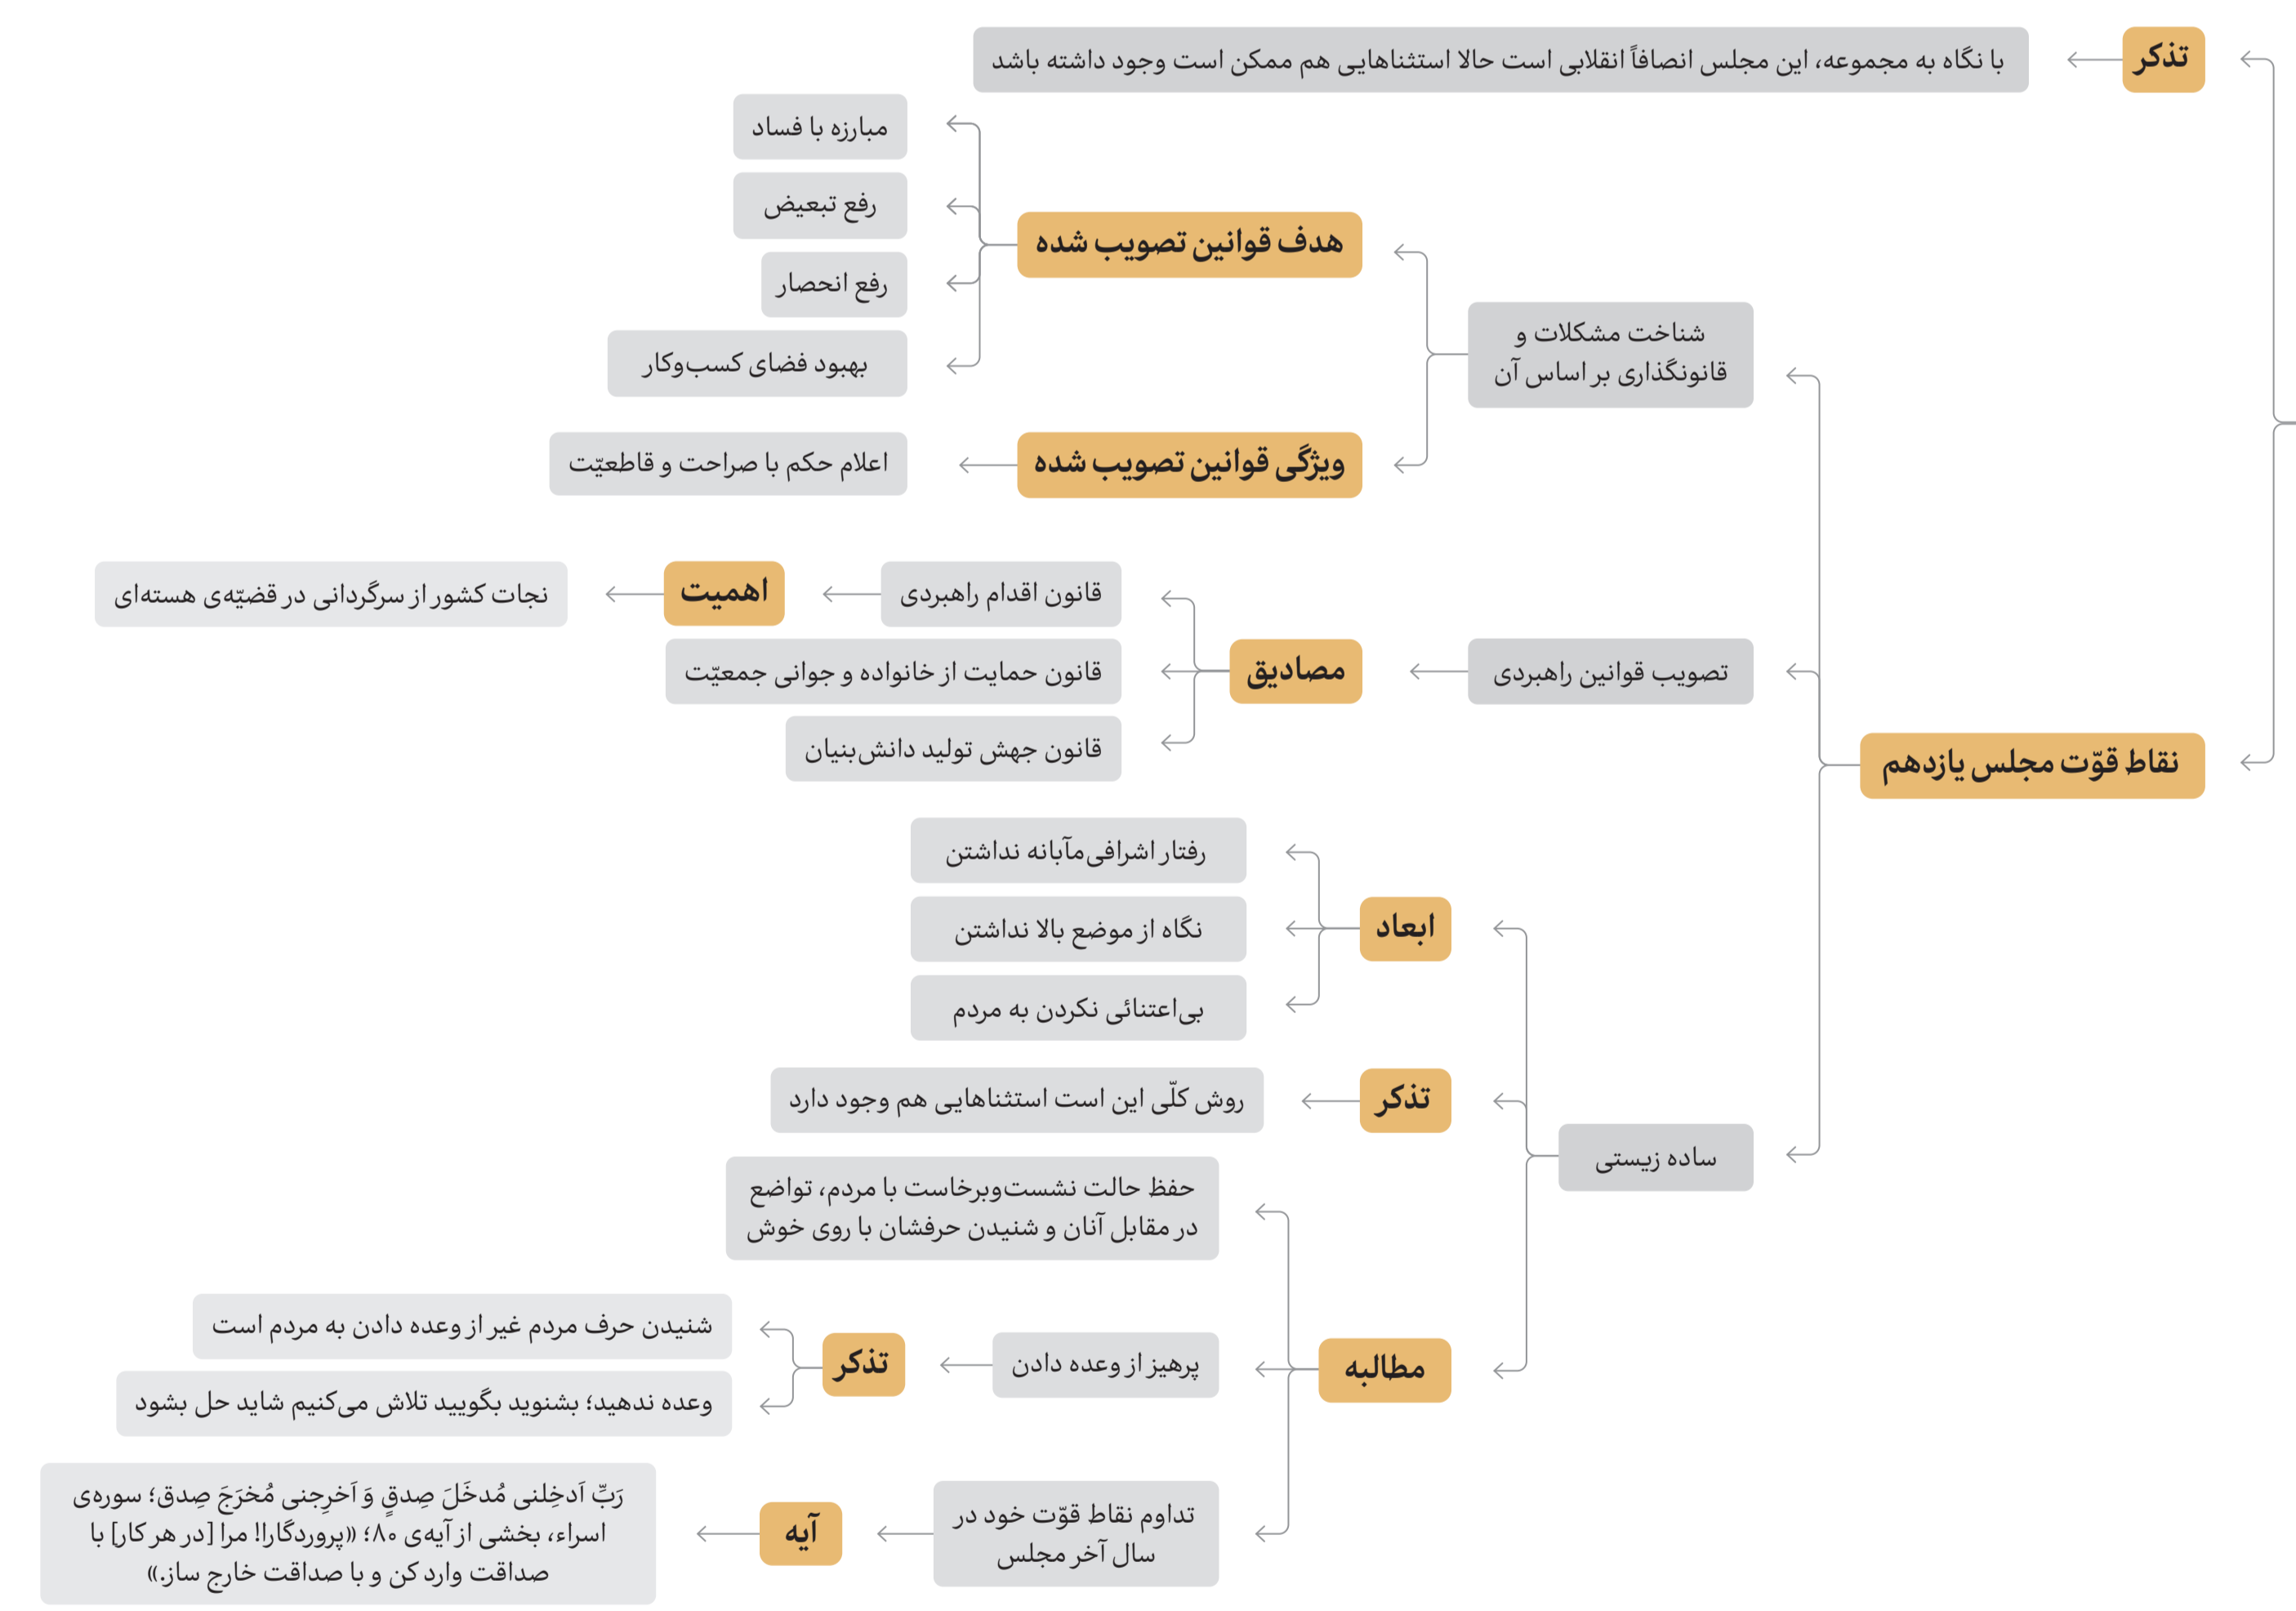 تذکر
با نگاه به مجموعه، این مجلس انصافاً انقلابی است حالا استثناهایی هم ممکن است وجود داشته باشد
نقاط قوّت مجلس یازدهم
شناخت مشکلات و
قانونگذاری بر اساس آن
هدف قوانین تصویب شده
مبارزه با فساد
رفع تبعیض
رفع انحصار
بهبود فضای کسب‌وکار
ویژگی قوانین تصویب شده
اعلام حکم با صراحت و قاطعیّت
تصویب قوانین راهبردی
مصادیق
قانون اقدام راهبردی
اهمیت
نجات کشور از سرگردانی در قضیّه‌ی هسته‌ای
قانون حمایت از خانواده و جوانی جمعیّت
قانون جهش تولید دانش‌بنیان
ساده زیستی
ابعاد
رفتار اشرافی‌مآبانه نداشتن
نگاه از موضع بالا نداشتن
بی‌اعتنائی نکردن به مردم
تذکر
روش کلّی این است استثناهایی هم وجود دارد
مطالبه
حفظ حالت نشست‌وبرخاست با مردم، تواضع
در مقابل آنان و شنیدن حرفشان با روی خوش
پرهیز از وعده دادن
تذکر
شنیدن حرف مردم غیر از وعده دادن به مردم است
وعده ندهید؛ بشنوید بگویید تلاش می‌کنیم شاید حل بشود
تداوم نقاط قوّت خود در
سال آخر مجلس
آیه
رَبِّ اَدخِلنی مُدخَلَ صِدقٍ وَ اَخرِجنی مُخرَجَ صِدق؛ سوره‌ی
اسراء، بخشی از آیه‌ی ۸۰؛ «پروردگارا! مرا [در هر کار] با
صداقت وارد کن و با صداقت خارج ساز.»